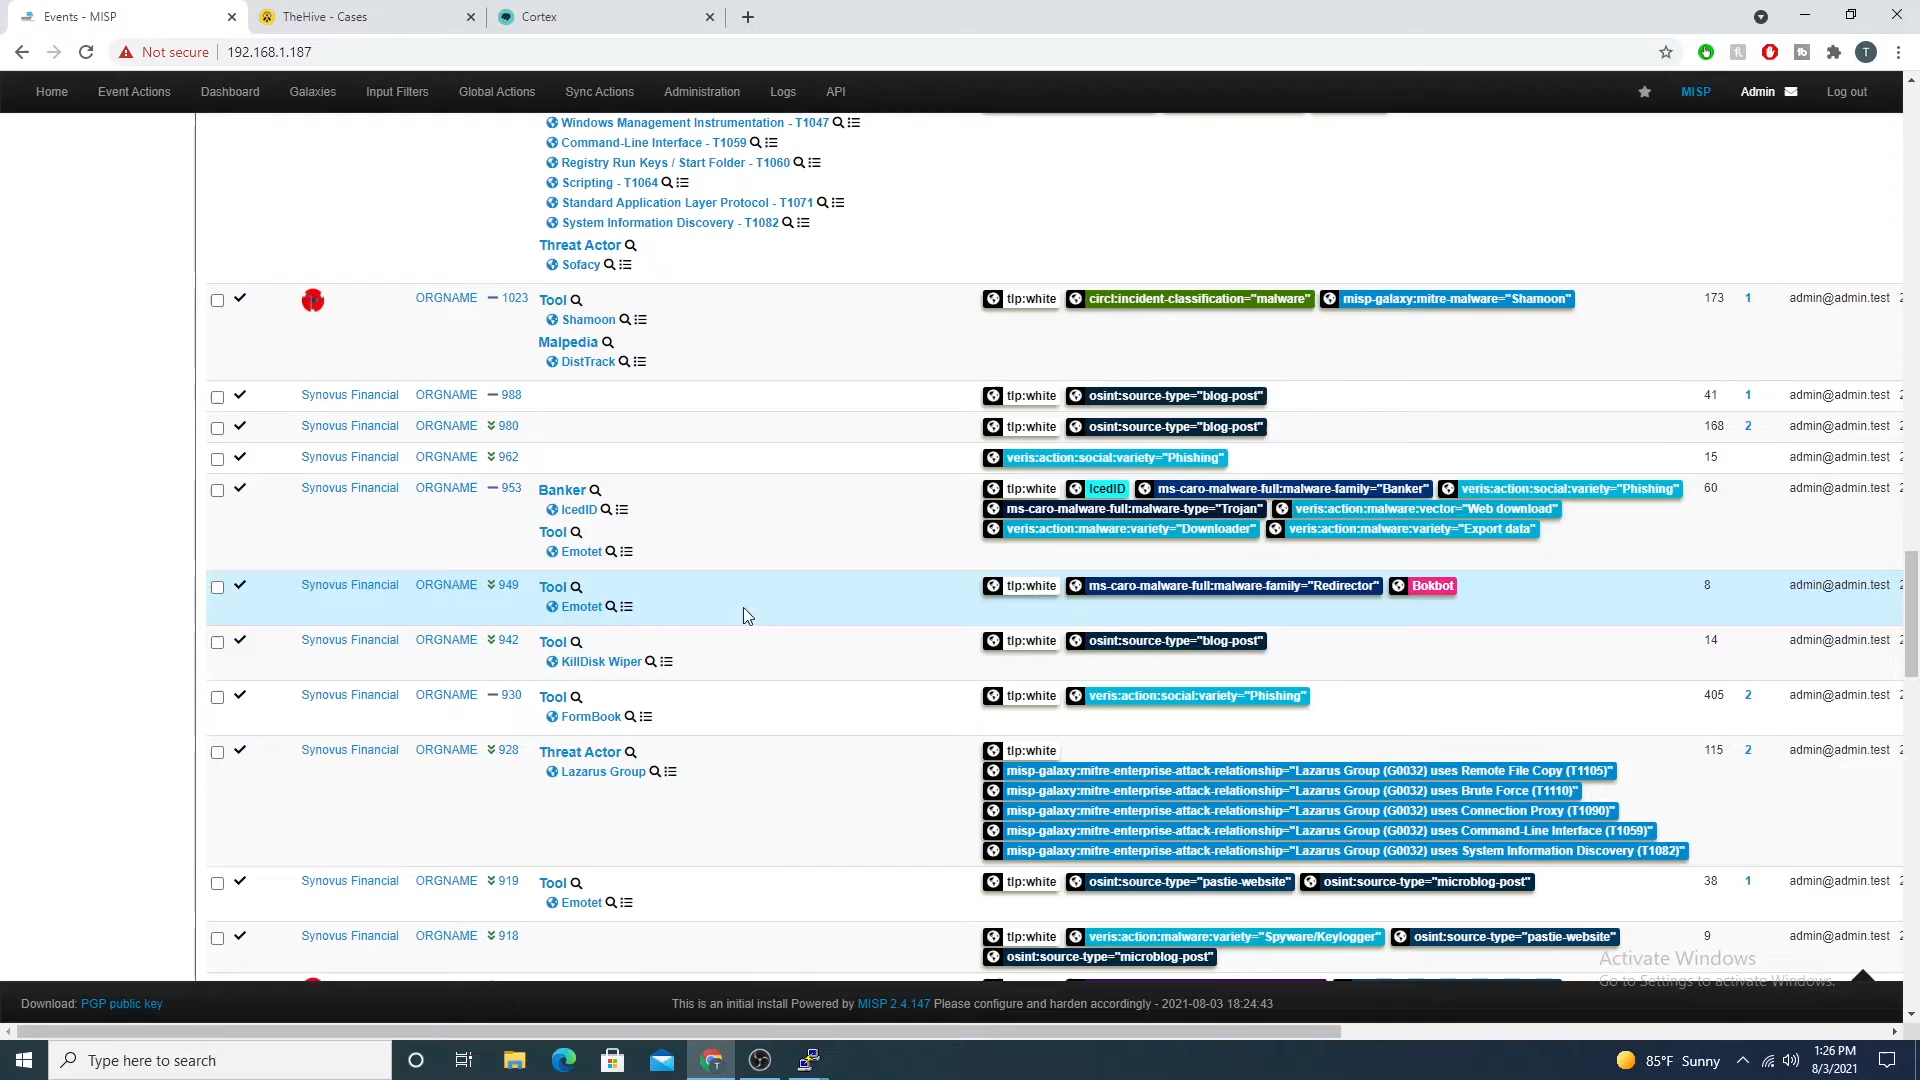 Events - MISP
TheHive - Cases
Cortex
Not secure
192.168.1.187
T
Home Event Actions Dashboard Galaxies Input Filters Global Actions Sync Actions Administration Logs API
MISP Admin Log out
Windows Management Instrumentation - T1047
Command-Line Interface - T1059
Registry Run Keys / Start Folder - T1060
Scripting - T1064
Standard Application Layer Protocol - T1071
System Information Discovery - T1082
Threat Actor
Sofacy
ORGNAME 1023 Tool tlp:white circl:incident-classification="malware" misp-galaxy:mitre-malware="Shamoon" 173 1 admin@admin.test 2
Shamoon
Malpedia
DistTrack
Synovus Financial ORGNAME 988 tlp:white osint:source-type="blog-post" 41 1 admin@admin.test 2
Synovus Financial ORGNAME 980 tlp:white osint:source-type="blog-post" 168 2 admin@admin.test 2
Synovus Financial ORGNAME 962 veris:action:social:variety="Phishing" 15 admin@admin.test 2
Synovus Financial ORGNAME 953 Banker tlp:white IcedID ms-caro-malware-full:malware-family="Banker" veris:action:social:variety="Phishing" 60 admin@admin.test 2
IcedID ms-caro-malware-full:malware-type="Trojan" veris:action:malware:vector="Web download"
Tool veris:action:malware:variety="Downloader" veris:action:malware:variety="Export data"
Emotet
Synovus Financial ORGNAME 949 Tool tlp:white ms-caro-malware-full:malware-family="Redirector" Bokbot 8 admin@admin.test 2
Emotet
Synovus Financial ORGNAME 942 Tool tlp:white osint:source-type="blog-post" 14 admin@admin.test 2
KillDisk Wiper
Synovus Financial ORGNAME 930 Tool tlp:white veris:action:social:variety="Phishing" 405 2 admin@admin.test 2
FormBook
Synovus Financial ORGNAME 928 Threat Actor tlp:white 115 2 admin@admin.test 2
Lazarus Group misp-galaxy:mitre-enterprise-attack-relationship="Lazarus Group (G0032) uses Remote File Copy (T1105)"
misp-galaxy:mitre-enterprise-attack-relationship="Lazarus Group (G0032) uses Brute Force (T1110)"
misp-galaxy:mitre-enterprise-attack-relationship="Lazarus Group (G0032) uses Connection Proxy (T1090)"
misp-galaxy:mitre-enterprise-attack-relationship="Lazarus Group (G0032) uses Command-Line Interface (T1059)"
misp-galaxy:mitre-enterprise-attack-relationship="Lazarus Group (G0032) uses System Information Discovery (T1082)"
Synovus Financial ORGNAME 919 Tool tlp:white osint:source-type="pastie-website" osint:source-type="microblog-post" 38 1 admin@admin.test 2
Emotet
Synovus Financial ORGNAME 918 tlp:white veris:action:malware:variety="Spyware/Keylogger" osint:source-type="pastie-website" 9 admin@admin.test 2
osint:source-type="microblog-post"
Activate Windows
Go to Settings to activate Windows.
Download: PGP public key
This is an initial install Powered by MISP 2.4.147 Please configure and harden accordingly - 2021-08-03 18:24:43
Type here to search
85°F Sunny
1:26 PM
8/3/2021